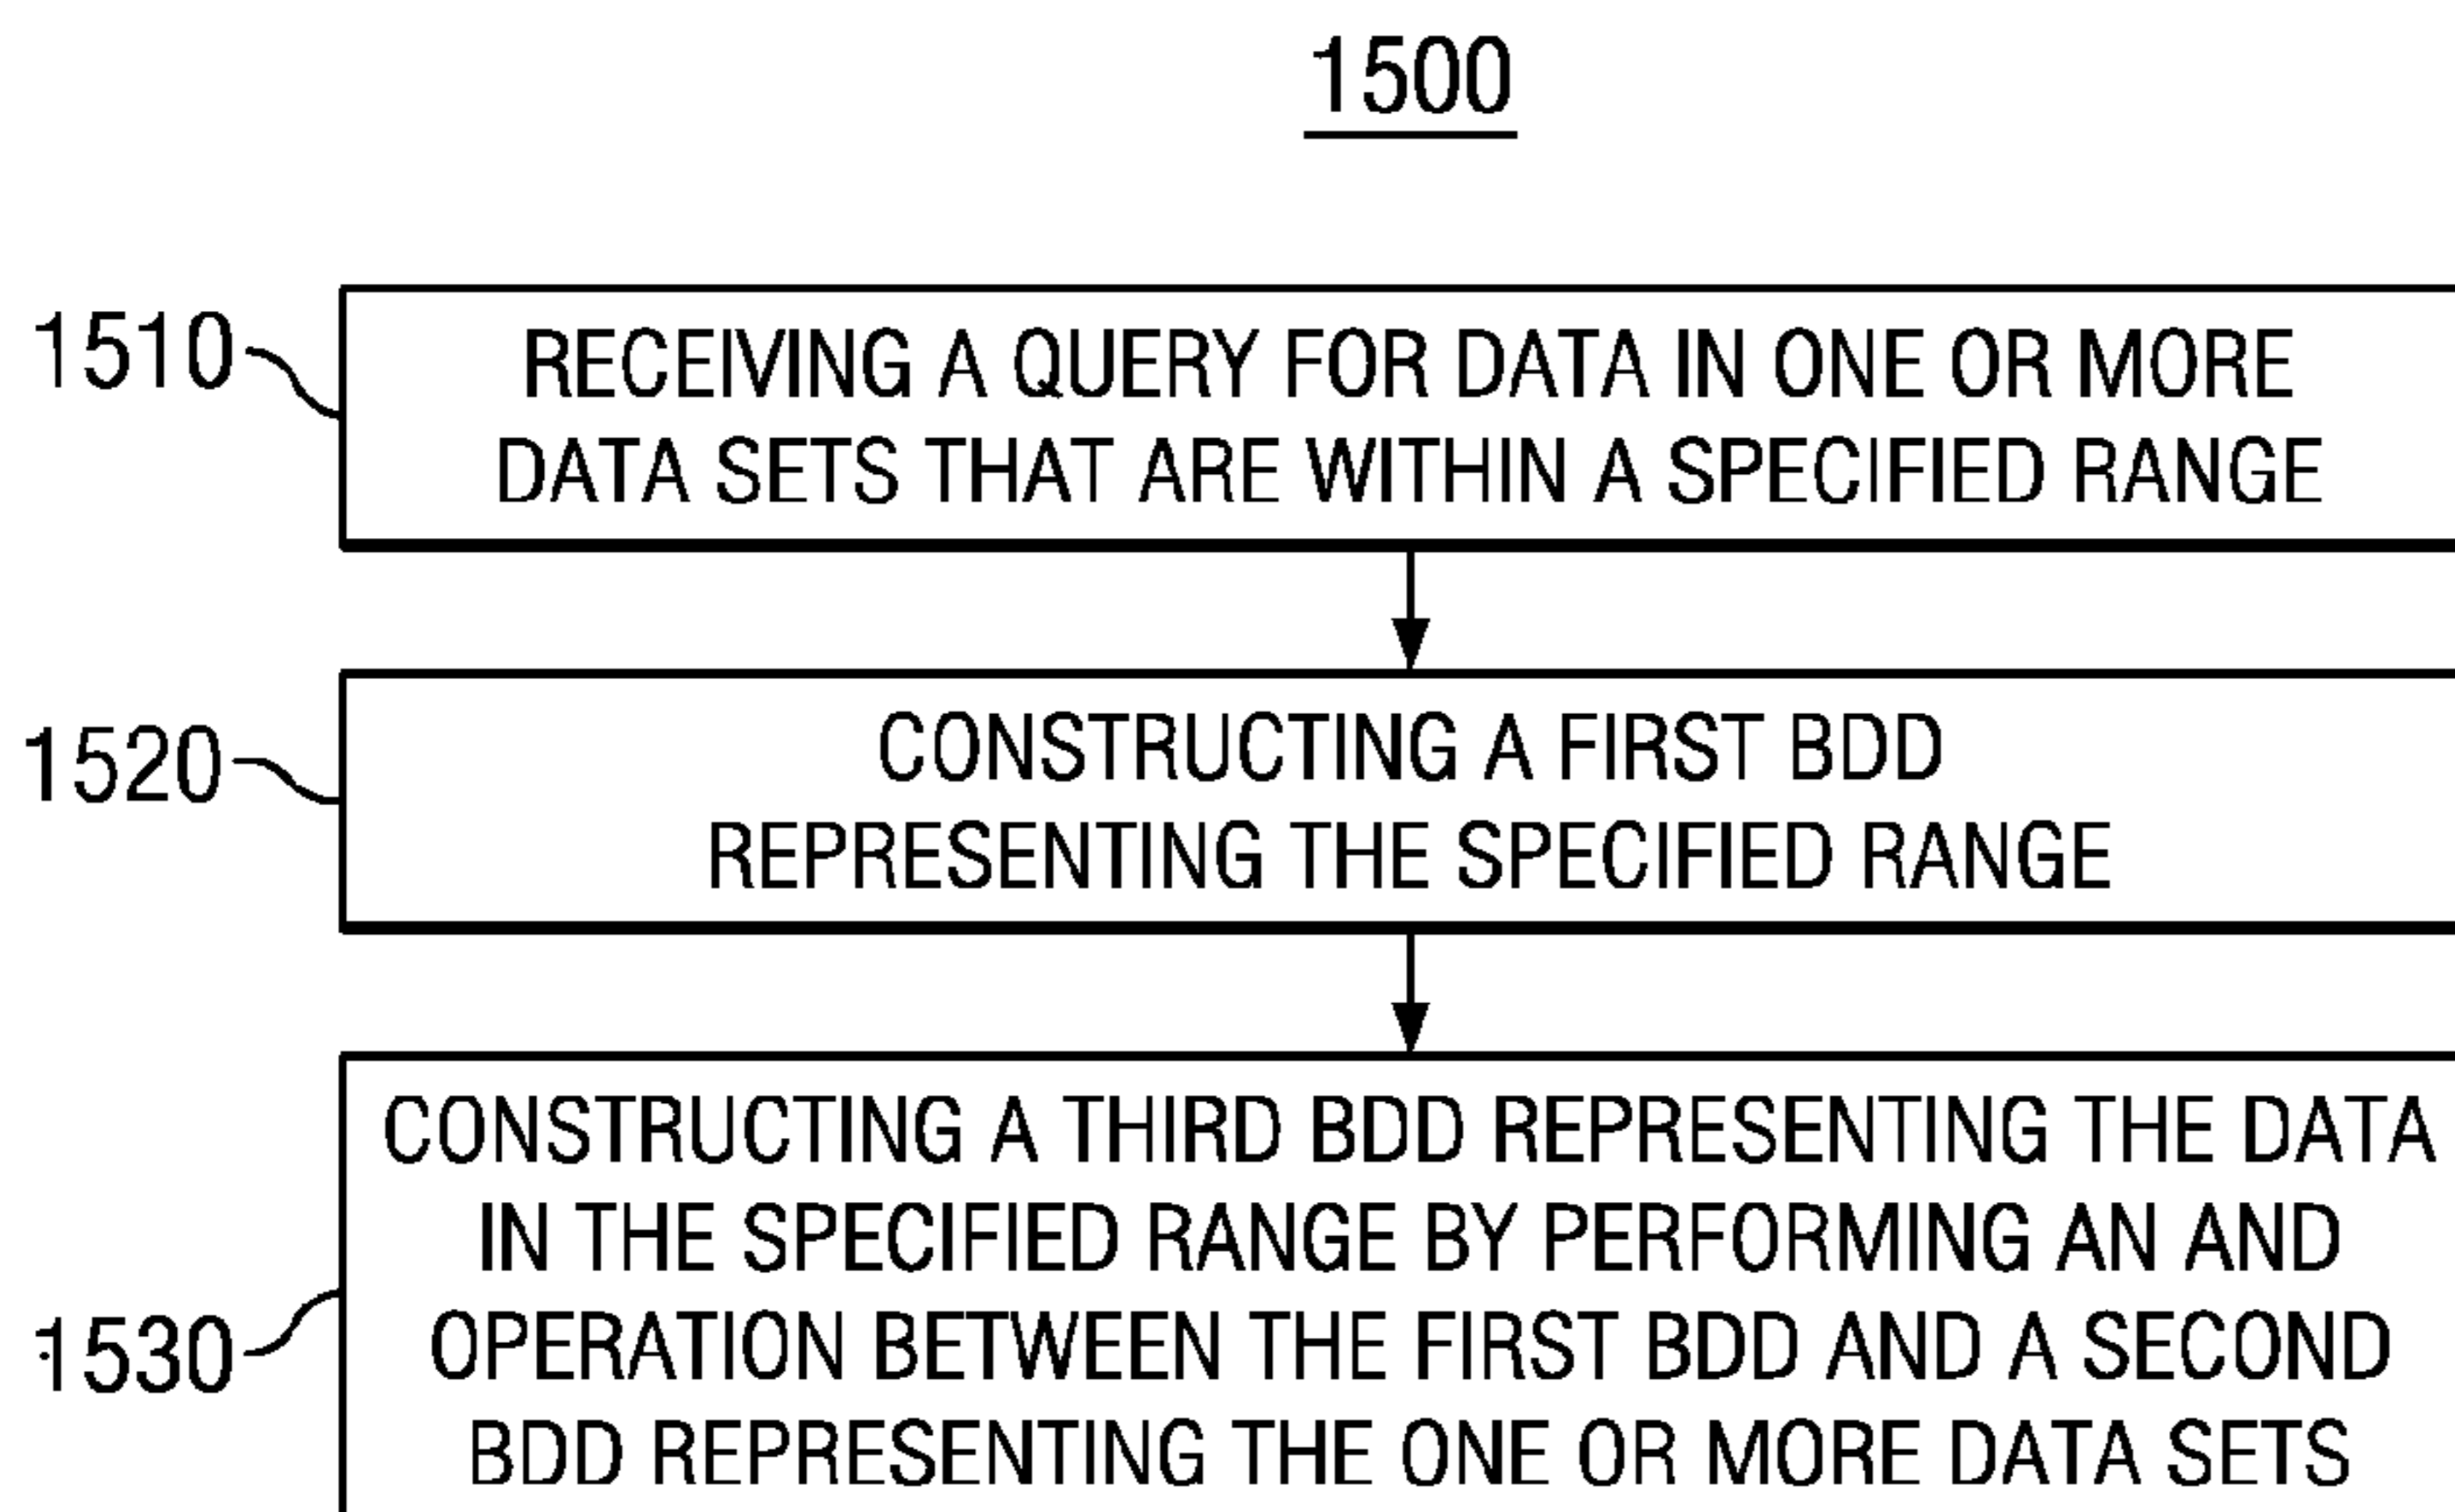 1500
1510
RECEIVING A QUERY FOR DATA IN ONE OR MORE
DATA SETS THAT ARE WITHIN A SPECIFIED RANGE
1520
CONSTRUCTING A FIRST BDD
REPRESENTING THE SPECIFIED RANGE
1530
CONSTRUCTING A THIRD BDD REPRESENTING THE DATA
IN THE SPECIFIED RANGE BY PERFORMING AN AND
OPERATION BETWEEN THE FIRST BDD AND A SECOND
BDD REPRESENTING THE ONE OR MORE DATA SETS